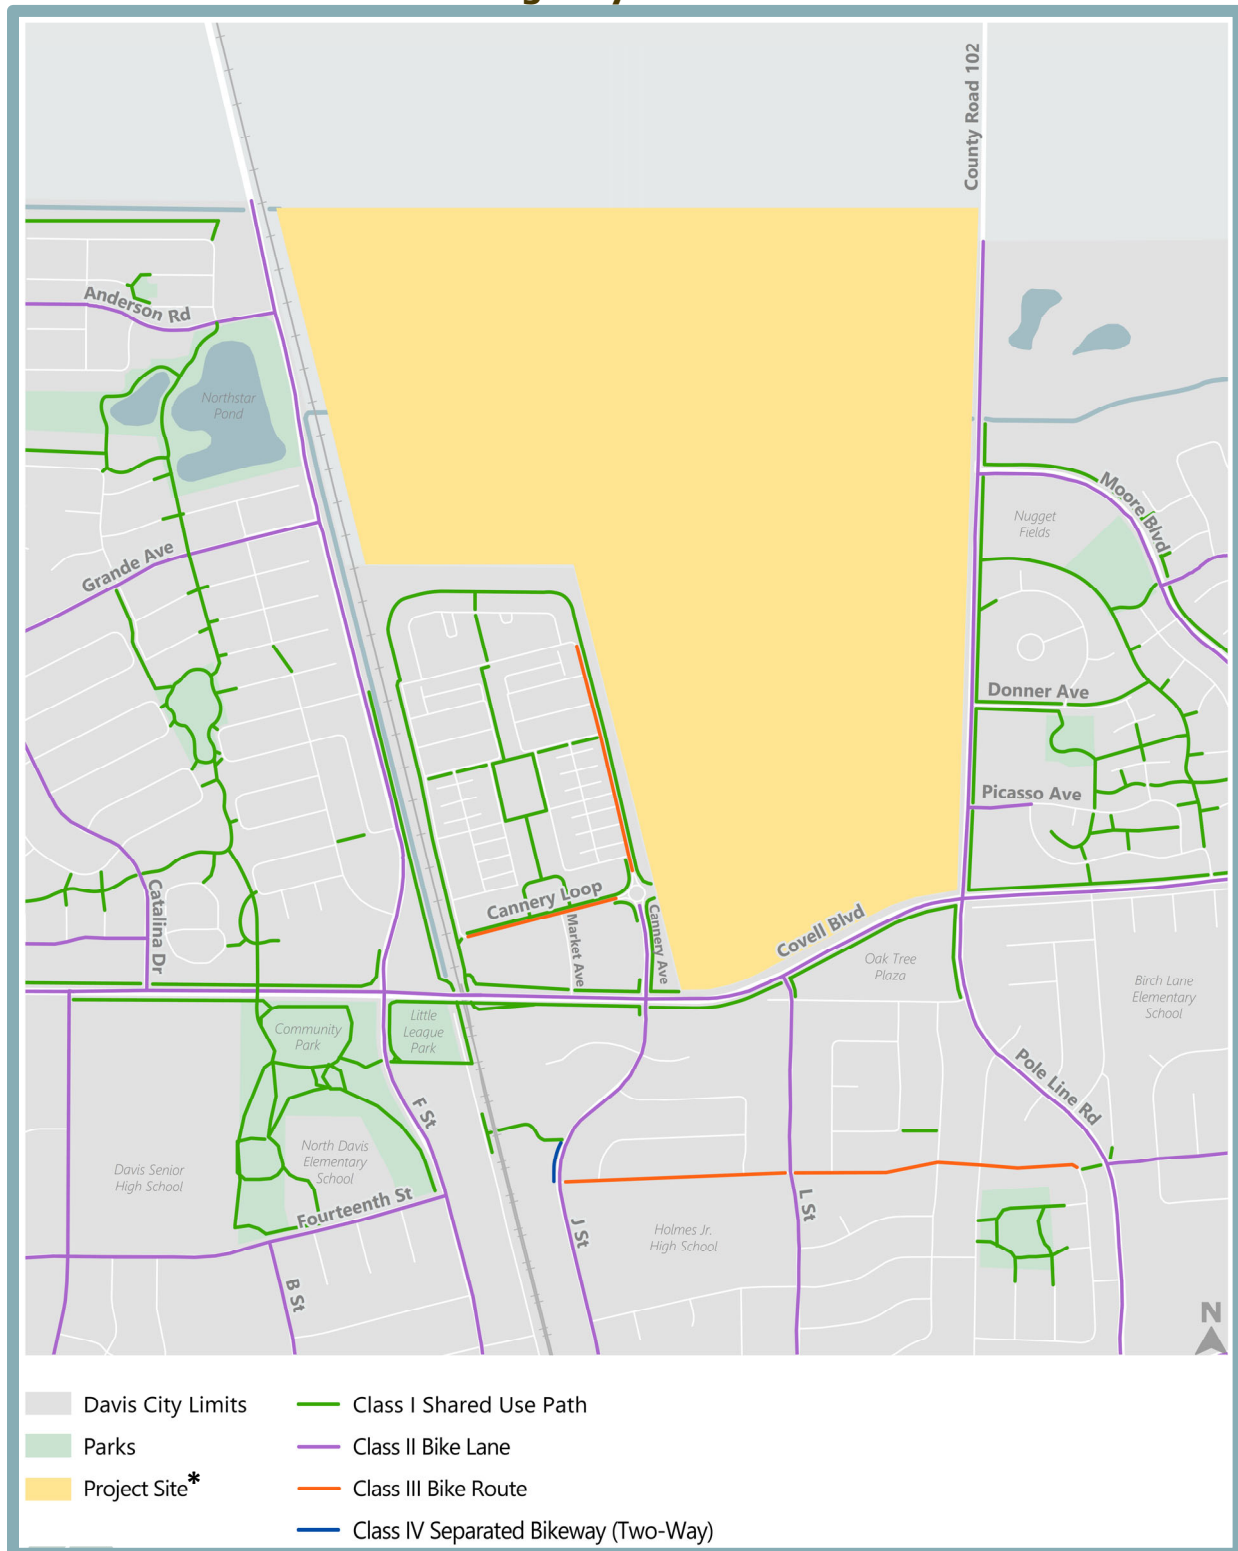 County Road 102
Anderson Rd
Northstar
Pond
Moore Blvd
Nugget
Fields
Grande Ave
Donner Ave
Picasso Ave
Catalina Dr
Cannery Loop
Market Ave
Cannery Ave
Covell Blvd
Oak Tree
Plaza
Birch Lane
Elementary
School
Community
Park
Little
League
Park
F St
Pole Line Rd
Davis Senior
High School
North Davis
Elementary
School
Fourteenth St
B St
J St
Holmes Jr.
High School
L St
N
Davis City Limits
Parks
Project Site*
Class I Shared Use Path
Class II Bike Lane
Class III Bike Route
Class IV Separated Bikeway (Two-Way)